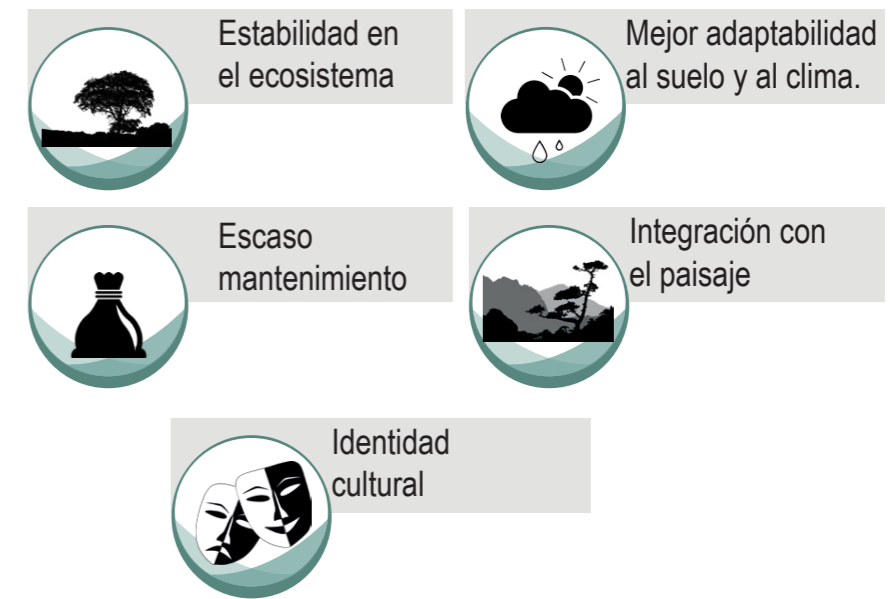 Estabilidad en
el ecosistema
Mejor adaptabilidad
al suelo y al clima.
Escaso
mantenimiento
Integración con
el paisaje
Identidad
cultural